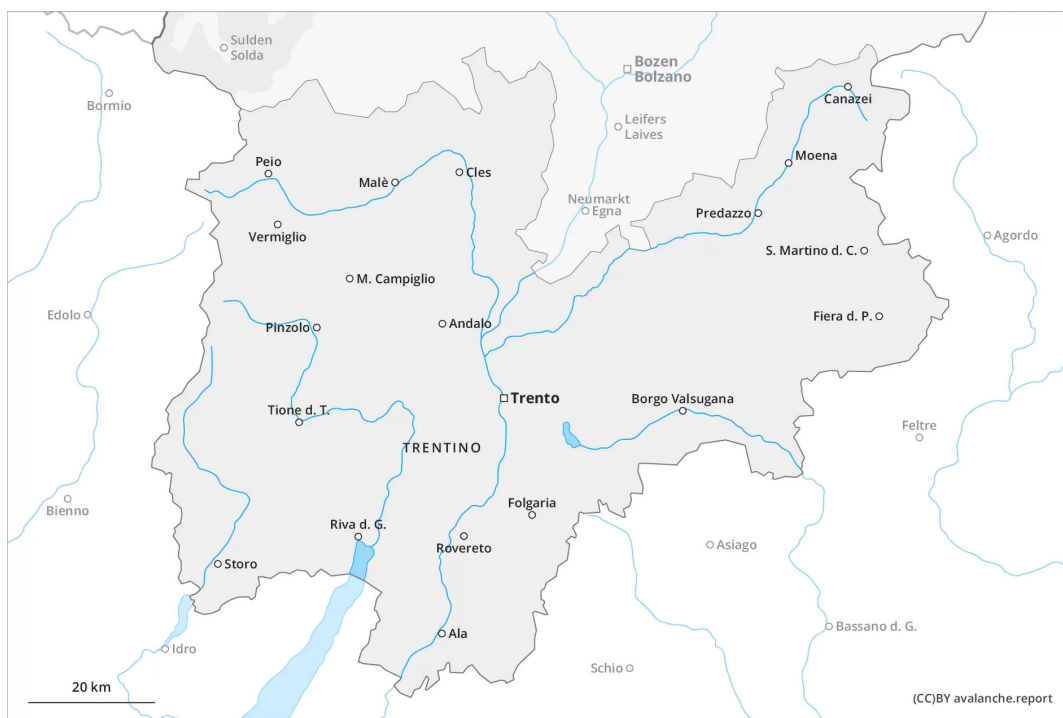 Sulden
Solda
Bozen
Bolzano
Bormio
Canazei
Leifers
Laives
Moena
Peio
Malè
Cles
Neumarkt
Egna
Predazzo
Vermiglio
Agordo
S. Martino d. C.
M. Campiglio
Edolo
Pinzolo
Andalo
Fiera d. P.
Trento
Borgo Valsugana
Tione d. T.
Feltre
TRENTINO
Bienno
Folgaria
Riva d. G.
Rovereto
Asiago
Storo
Bassano d. G.
Ala
Idro
Schio
20 km
(CC)BY avalanche.report